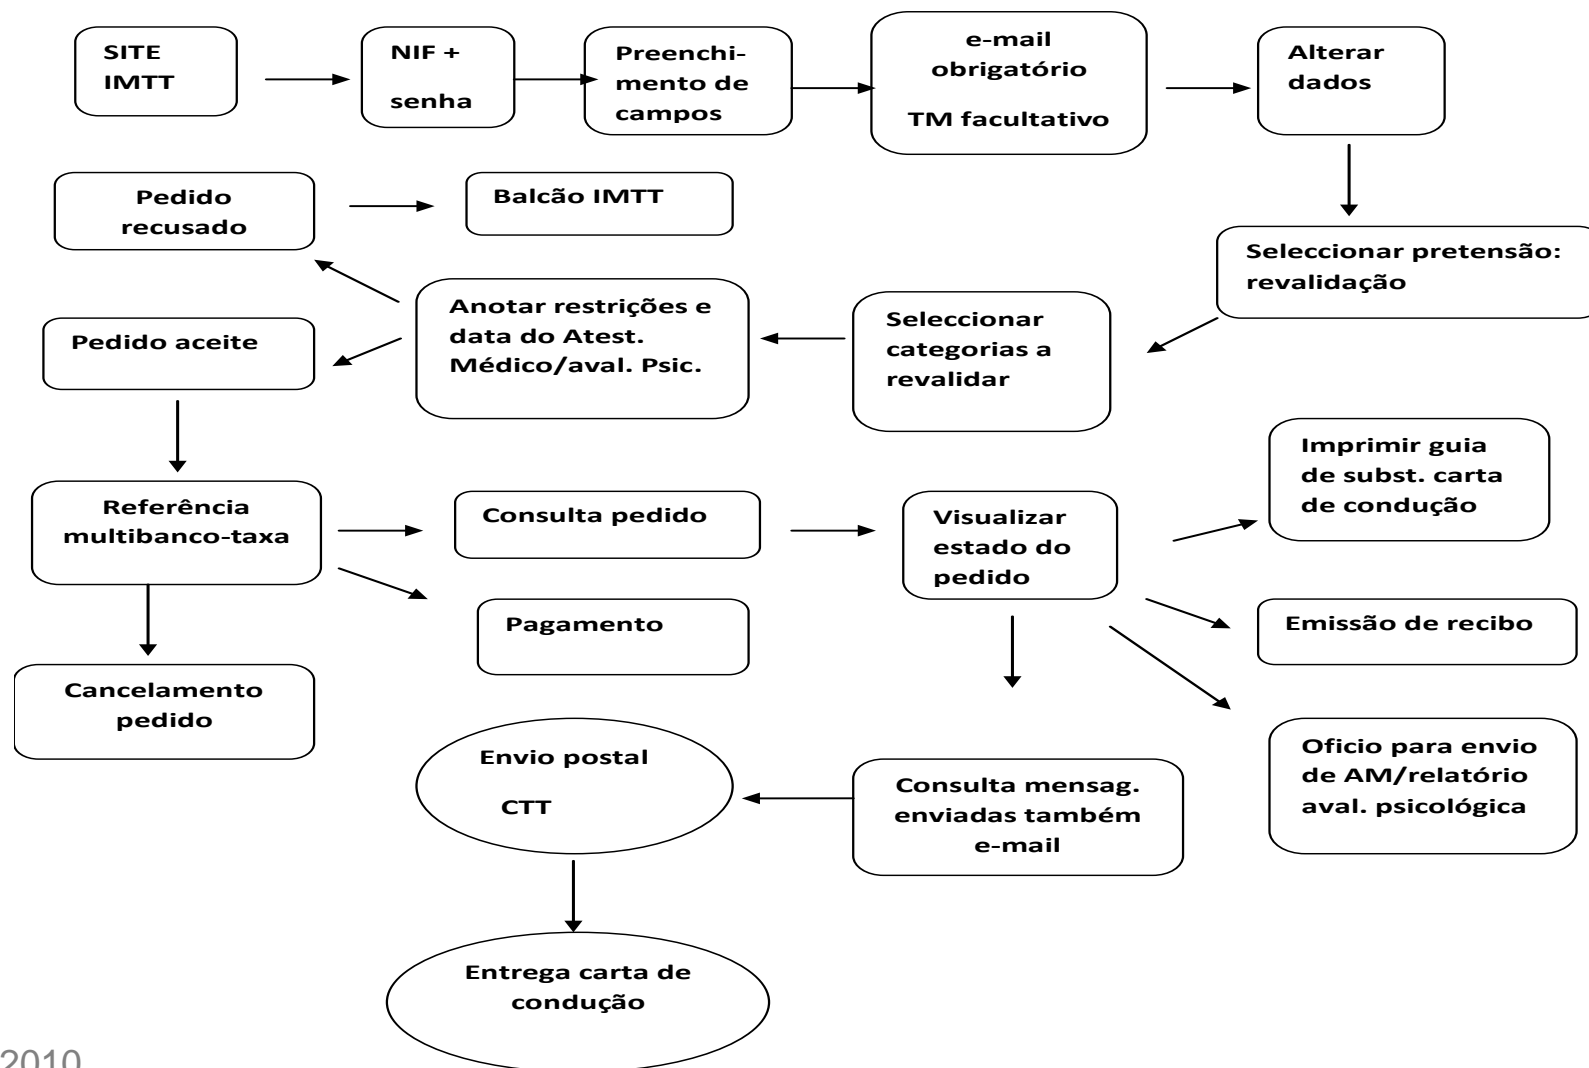 SITE
IMTT
NIF +
senha
Preenchi-
mento de
campos
e-mail
obrigatório
TM facultativo
Alterar
dados
Pedido
recusado
Balcão IMTT
Seleccionar pretensão:
revalidação
Pedido aceite
Anotar restrições e
data do Atest.
Médico/aval. Psic.
Seleccionar
categorias a
revalidar
Imprimir guia
de subst. carta
de condução
Referência
multibanco-taxa
Consulta pedido
Visualizar
estado do
pedido
Pagamento
Emissão de recibo
Cancelamento
pedido
Envio postal
CTT
Consulta mensag.
enviadas também
e-mail
Oficio para envio
de AM/relatório
aval. psicológica
Entrega carta de
condução
2010